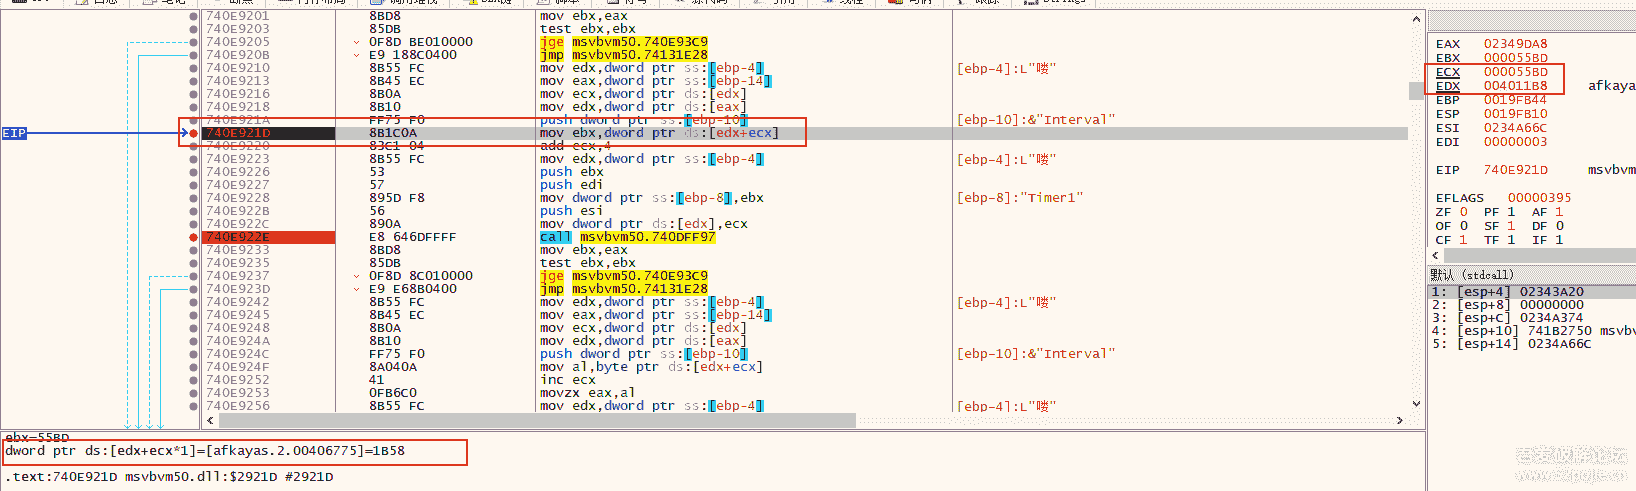 740E9201 8BD8 mov ebx,eax
740E9203 85DB test ebx,ebx
740E9205 0F8D BE010000 jge msvbvm50.740E93C9
740E920B E9 188C0400 jmp msvbvm50.74131E28
740E9210 8B55 FC mov edx,dword ptr ss:[ebp-4] [ebp-4]:L"喽"
740E9213 8B45 EC mov eax,dword ptr ss:[ebp-14]
740E9216 8B0A mov ecx,dword ptr ds:[edx]
740E9218 8B10 mov edx,dword ptr ds:[eax]
740E921A FF75 F0 push dword ptr ss:[ebp-10] [ebp-10]:&"Interval"
EIP 740E921D 8B1C0A mov ebx,dword ptr ds:[edx+ecx]
740E9220 83C1 04 add ecx,4
740E9223 8B55 FC mov edx,dword ptr ss:[ebp-4] [ebp-4]:L"喽"
740E9226 53 push ebx
740E9227 57 push edi
740E9228 895D F8 mov dword ptr ss:[ebp-8],ebx [ebp-8]:"Timer1"
740E922B 56 push esi
740E922C 890A mov dword ptr ds:[edx],ecx
740E922E E8 646DFFFF call msvbvm50.740DFF97
740E9233 8BD8 mov ebx,eax
740E9235 85DB test ebx,ebx
740E9237 0F8D 8C010000 jge msvbvm50.740E93C9
740E923D E9 E68B0400 jmp msvbvm50.74131E28
740E9242 8B55 FC mov edx,dword ptr ss:[ebp-4] [ebp-4]:L"喽"
740E9245 8B45 EC mov eax,dword ptr ss:[ebp-14]
740E9248 8B0A mov ecx,dword ptr ds:[edx]
740E924A 8B10 mov edx,dword ptr ds:[eax]
740E924C FF75 F0 push dword ptr ss:[ebp-10] [ebp-10]:&"Interval"
740E924F 8A040A mov al,byte ptr ds:[edx+ecx]
740E9252 41 inc ecx
740E9253 0FB6C0 movzx eax,al
740E9256 8B55 FC mov edx,dword ptr ss:[ebp-4] [ebp-4]:L"喽"
EAX 02349DA8
EBX 000055BD
ECX 000055BD
EDX 004011B8 afkaya
EBP 0019FB44
ESP 0019FB10
ESI 0234A66C
EDI 00000003
EIP 740E921D msvbvm
EFLAGS 00000395
ZF 0 PF 1 AF 1
OF 0 SF 1 DF 0
CF 1 TF 1 IF 1
默认 (stdcall)
1: [esp+4] 02343A20
2: [esp+8] 00000000
3: [esp+C] 0234A374
4: [esp+10] 741B2750 msvbv
5: [esp+14] 0234A66C
ebx=55BD
dword ptr ds:[edx+ecx*1]=[afkayas.2.00406775]=1B58
.text:740E921D msvbvm50.dll:$2921D #2921D
吾爱破解论坛
www.52pojie.cn